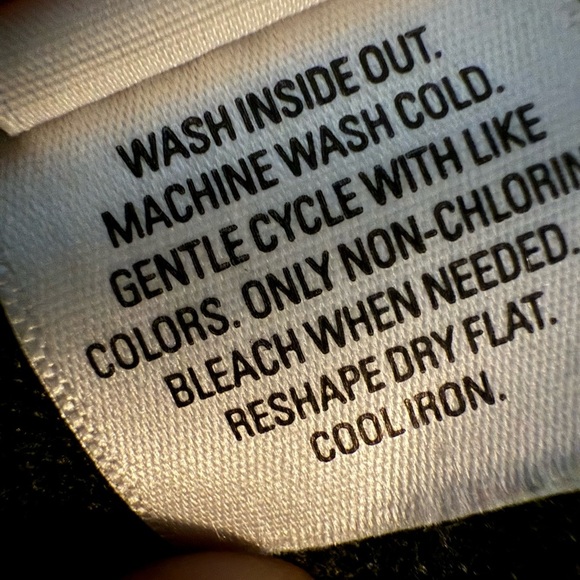 WASH INSIDE OUT.
MACHINE WASH COLD.
GENTLE CYCLE WITH LIKE
COLORS. ONLY NON-CHLORIN
BLEACH WHEN NEEDED.
RESHAPE DRY FLAT.
COOL IRON.